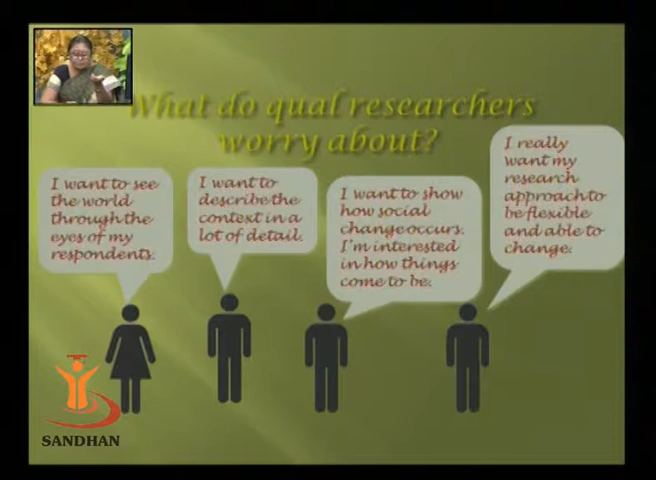 What do qual researchers
worry about?
I want to see
the world
through the
eyes of my
respondents.
I want to
describe the
context in a
lot of detail.
I want to show
how social
change occurs.
I'm interested
in how things
come to be.
I really
want my
research
approach to
be flexible
and able to
change.
SANDHAN